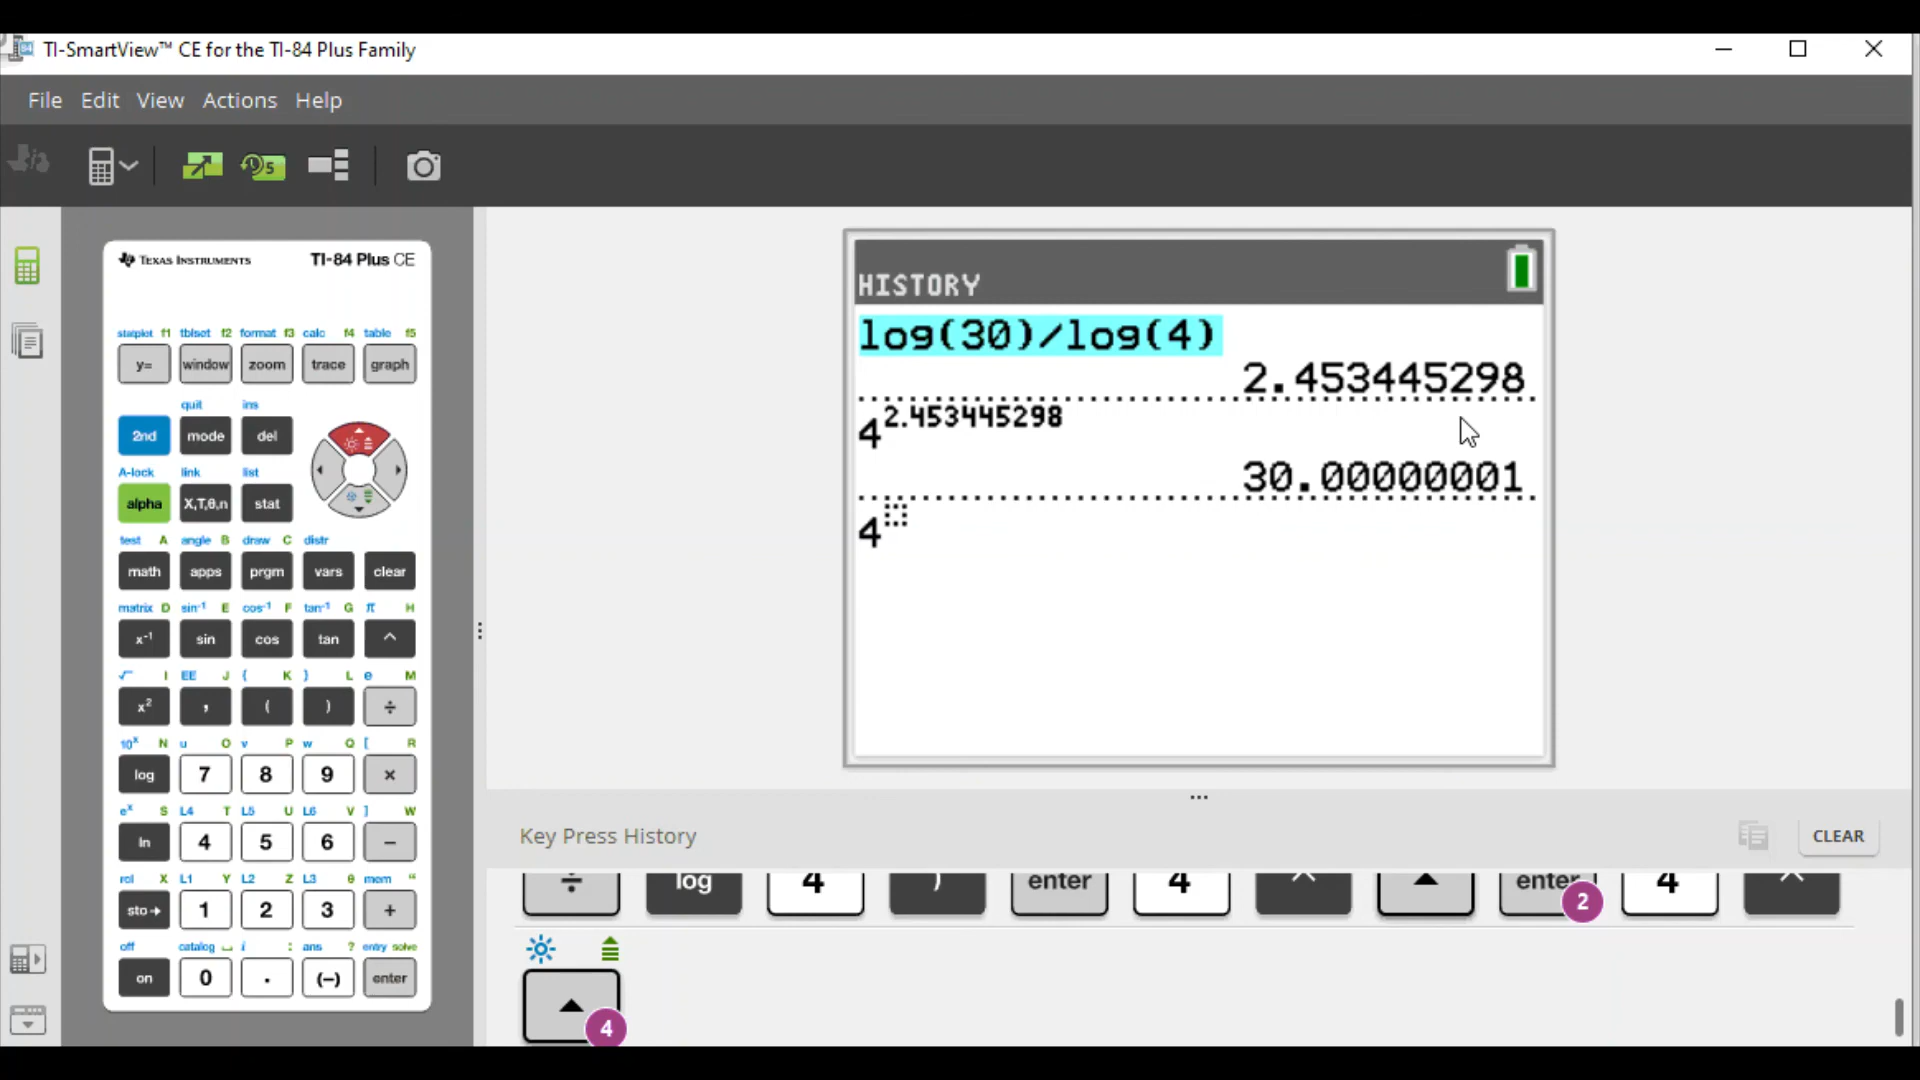 TI-SmartView™ CE for the TI-84 Plus Family
File Edit View Actions Help
5
TEXAS INSTRUMENTS TI-84 Plus CE
statplot f1 tblset f2 format f3 calc f4 table f5
y= window zoom trace graph
quit ins
2nd mode del
A-lock link list
alpha X,T,θ,n stat
test A angle B draw C distr
math apps prgm vars clear
matrix D sin-1 E cos-1 F tan-1 G π H
x-1 sin cos tan ^
√ I EE J { K } L e M
x2 , ( ) ÷
10x N u O v P w Q [ R
log 7 8 9 ×
ex S L4 T L5 U L6 V ] W
ln 4 5 6 −
rcl X L1 Y L2 Z L3 θ mem "
sto→ 1 2 3 +
off catalog i : ans ? entry solve
on 0 . (−) enter
HISTORY
log(30)/log(4)
2.453445298
4^2.453445298
30.00000001
4
Key Press History
CLEAR
÷ log 4 ) enter 4 ^ ▲ enter 2 4 ^
▲ 4